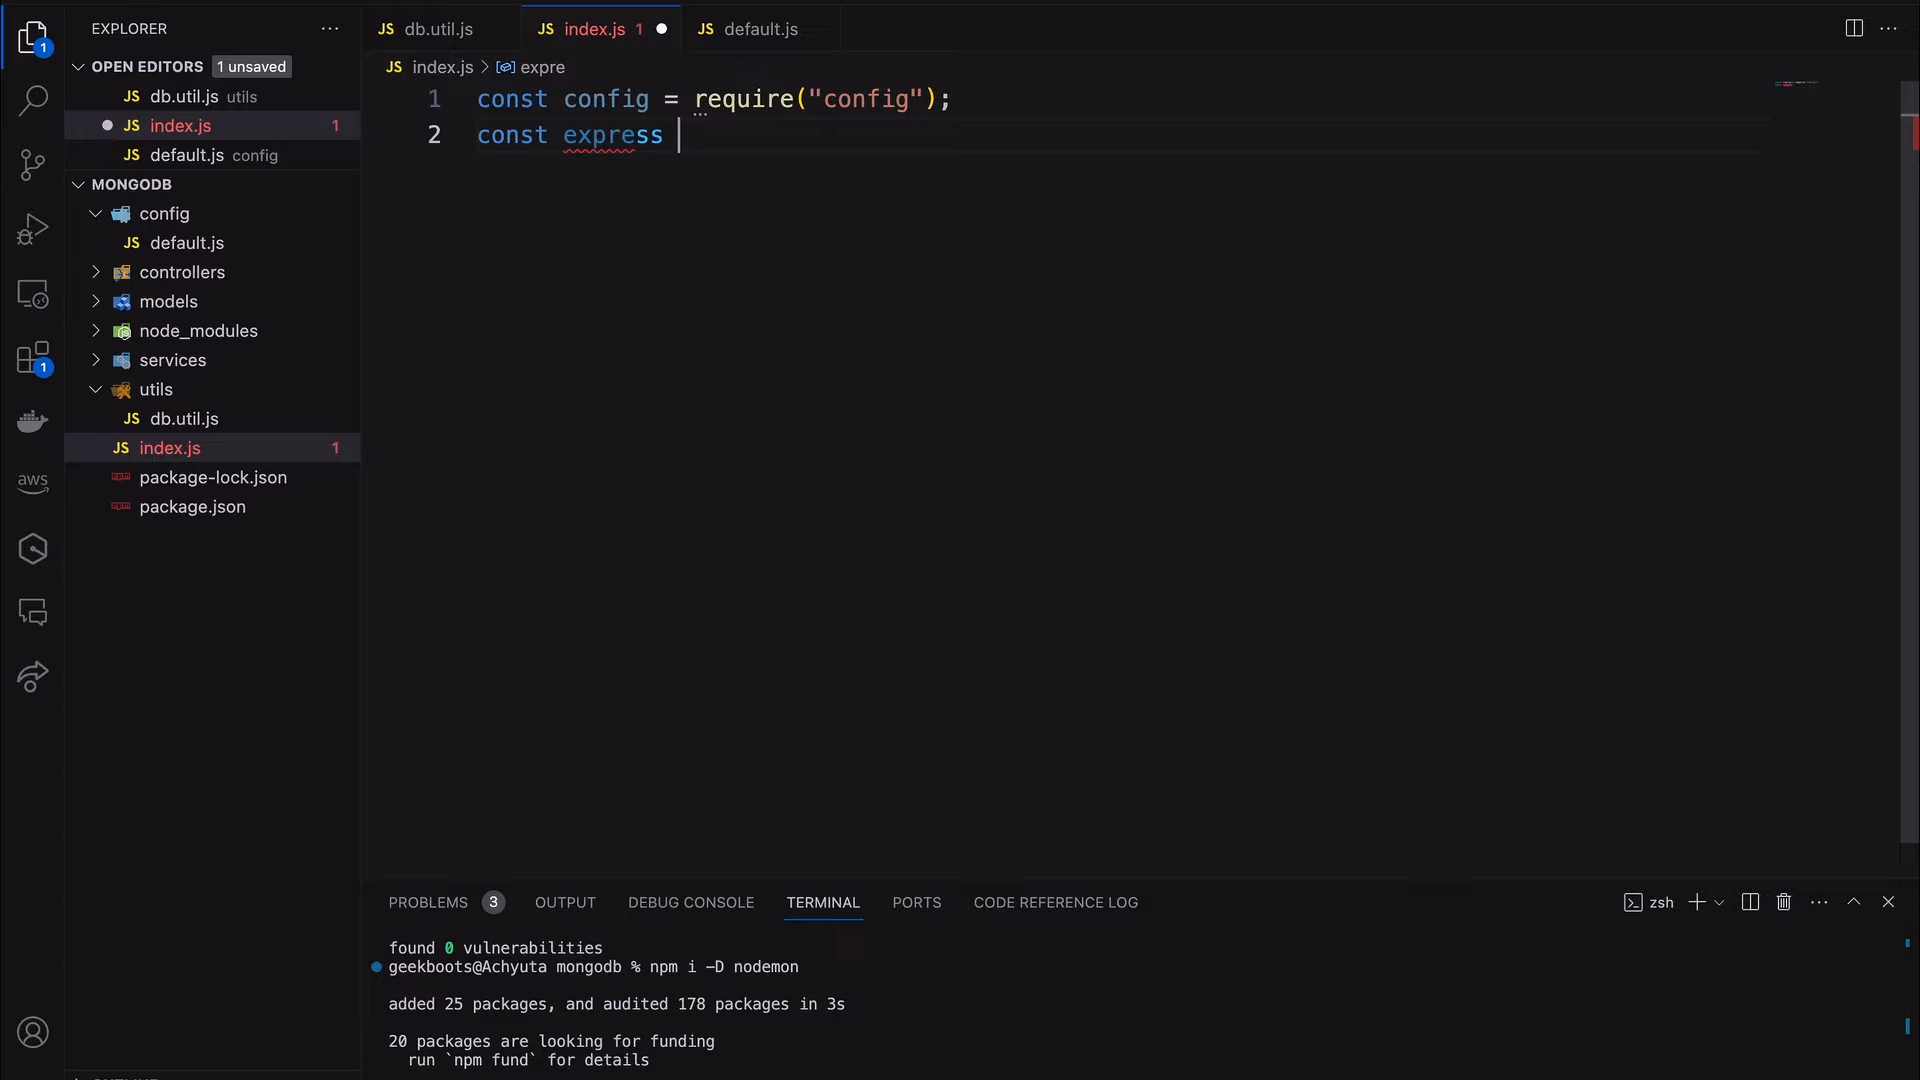 EXPLORER
OPEN EDITORS 1 unsaved
JS db.util.js utils
JS index.js 1
JS default.js config
MONGODB
config
JS default.js
controllers
models
node_modules
services
utils
JS db.util.js
JS index.js 1
package-lock.json
package.json
1
1
aws
JS db.util.js
JS index.js 1
JS default.js
JS index.js > expre
1 const config = require("config");
2 const express
PROBLEMS 3 OUTPUT DEBUG CONSOLE TERMINAL PORTS CODE REFERENCE LOG
zsh
found 0 vulnerabilities
geekboots@Achyuta mongodb % npm i -D nodemon
added 25 packages, and audited 178 packages in 3s
20 packages are looking for funding
run `npm fund` for details